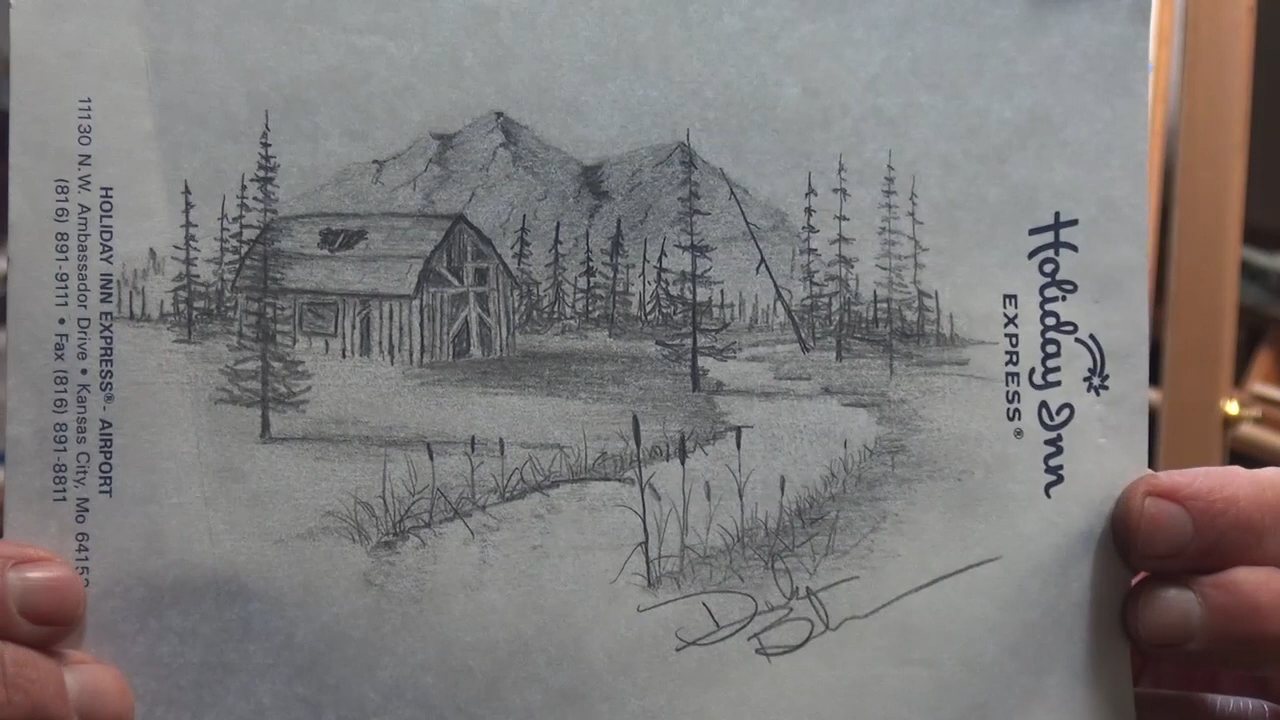 Holiday Inn
EXPRESS®
HOLIDAY INN EXPRESS®- AIRPORT
11130 N.W. Ambassador Drive • Kansas City, Mo 6415
(816) 891-9111 • Fax (816) 891-8811